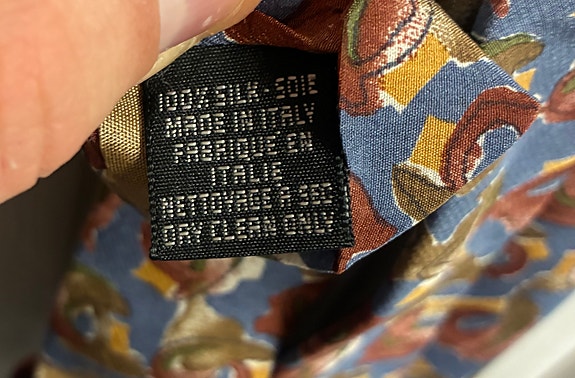 100% SILK - SOIE
MADE IN ITALY
FABRIQUE EN
ITALIE
NETTOYAGE A SEC
DRY CLEAN ONLY